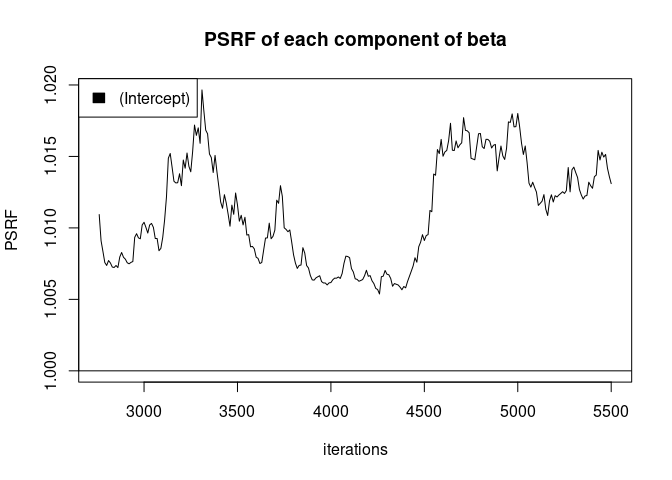 PSRF of each component of beta
(Intercept)
PSRF
1.020
1.015
1.010
1.005
1.000
3000 3500 4000 4500 5000 5500
iterations